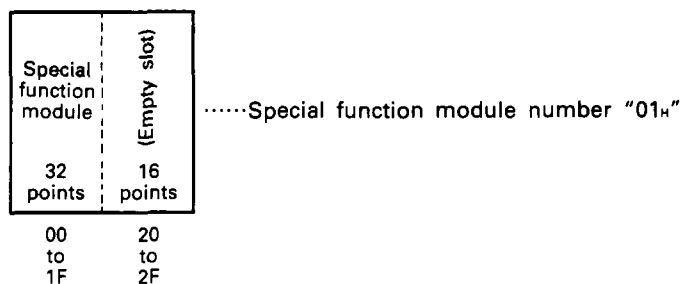 Special
function
module
(Empty slot)
······Special function module number "01H"
32
points
16
points
00
to
1F
20
to
2F